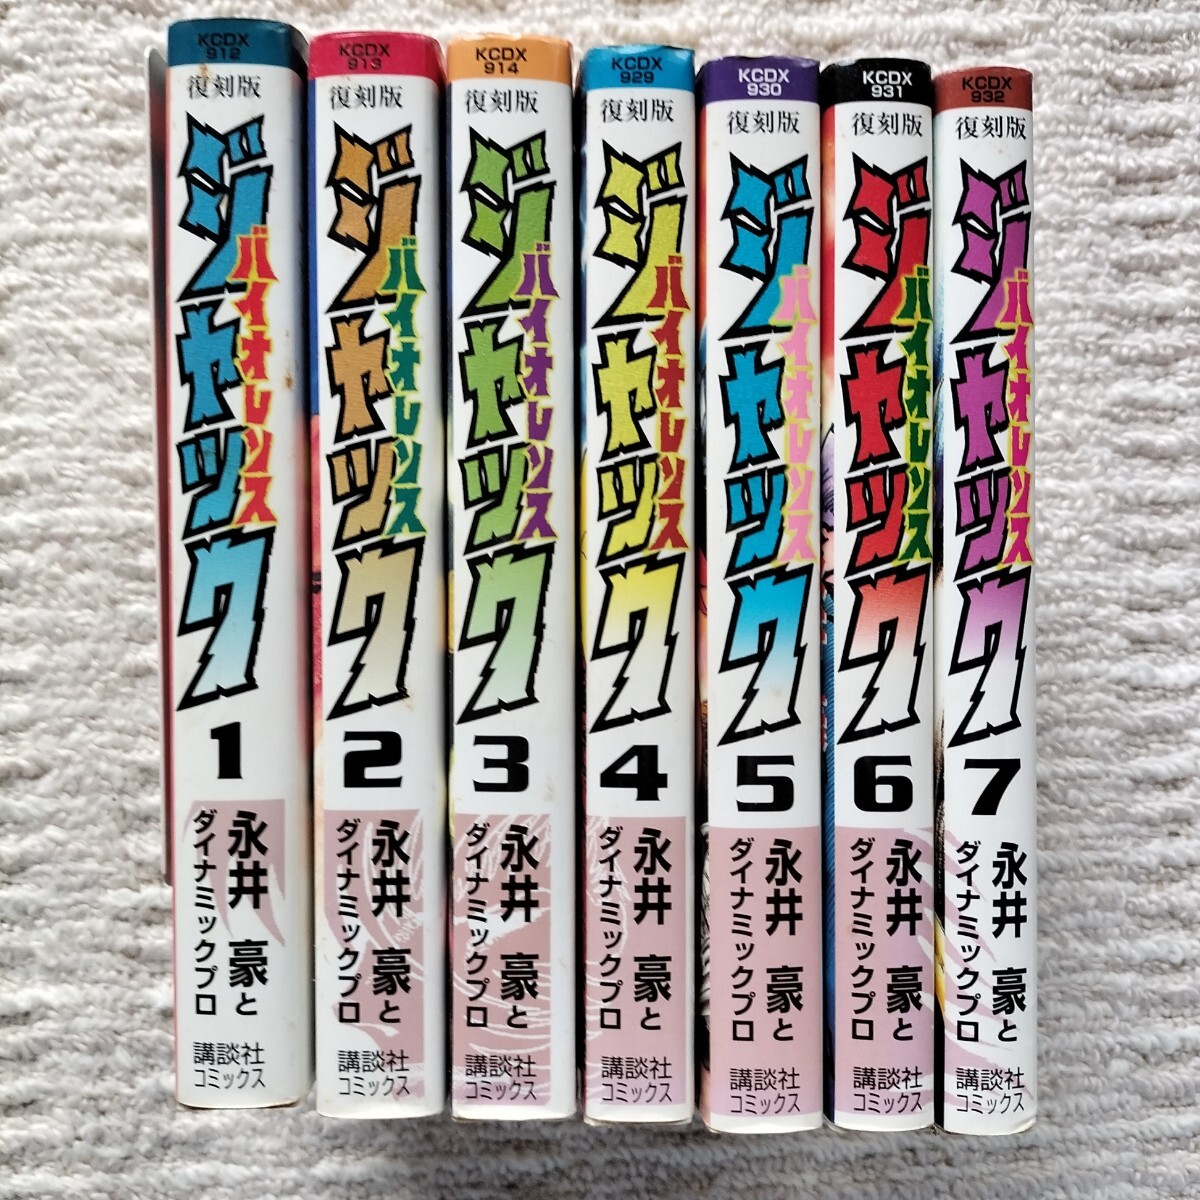 KCDX
912
復刻版
バイオレンス
ジャック
1
永井豪と
ダイナミックプロ
講談社
コミックス
KCDX
913
復刻版
バイオレンス
ジャック
2
永井豪と
ダイナミックプロ
講談社
コミックス
KCDX
914
復刻版
バイオレンス
ジャック
3
永井豪と
ダイナミックプロ
講談社
コミックス
KCDX
929
復刻版
バイオレンス
ジャック
4
永井豪と
ダイナミックプロ
講談社
コミックス
KCDX
930
復刻版
バイオレンス
ジャック
5
永井豪と
ダイナミックプロ
講談社
コミックス
KCDX
931
復刻版
バイオレンス
ジャック
6
永井豪と
ダイナミックプロ
講談社
コミックス
KCDX
932
復刻版
バイオレンス
ジャック
7
永井豪と
ダイナミックプロ
講談社
コミックス